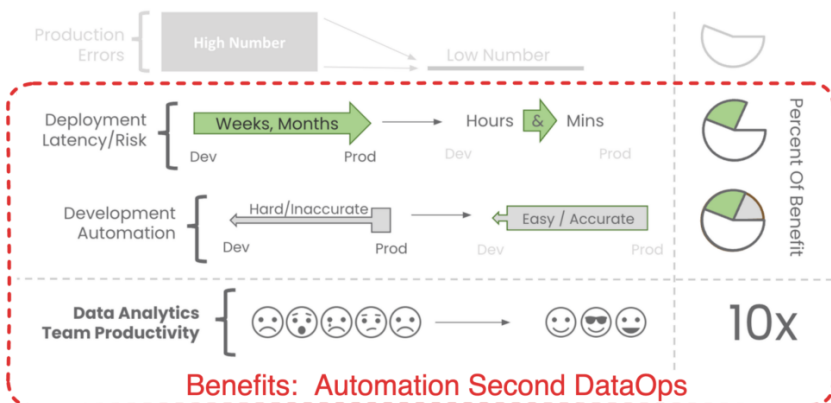 Production
Errors
High Number
Low Number
Deployment
Latency/Risk
Weeks, Months
Dev
Prod
Hours & Mins
Dev
Prod
Percent Of Benefit
Development
Automation
Hard/Inaccurate
Dev
Prod
Easy / Accurate
Dev
Prod
Data Analytics
Team Productivity
10x
Benefits: Automation Second DataOps